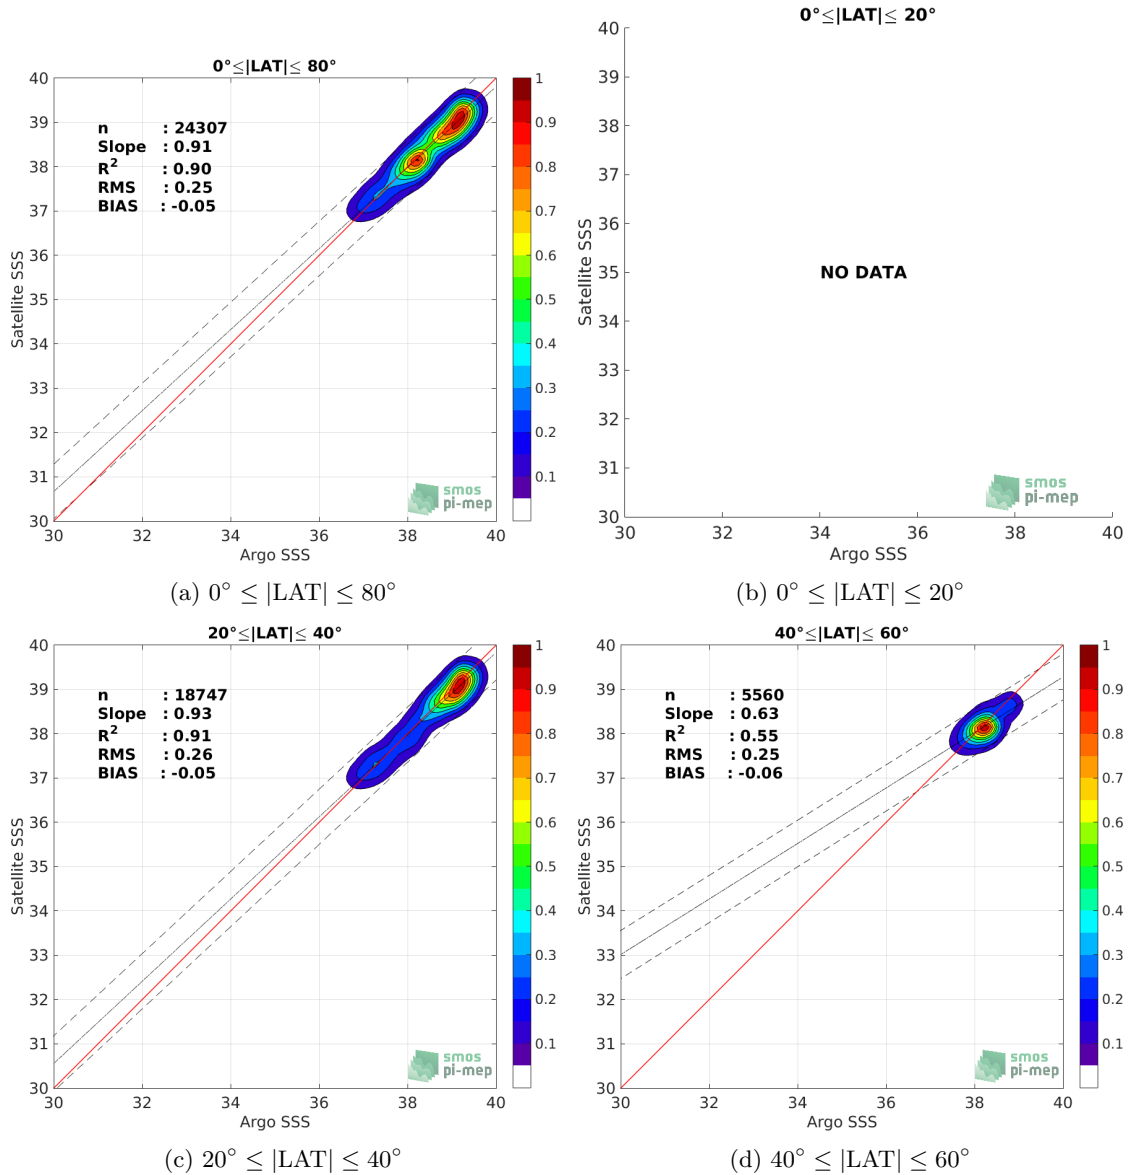 0°≤|LAT|≤ 80°
n : 24307
Slope : 0.91
R² : 0.90
RMS : 0.25
BIAS : -0.05
40
39
38
37
36
35
34
33
32
31
30
30 32 34 36 38 40
Satellite SSS
Argo SSS
1
0.9
0.8
0.7
0.6
0.5
0.4
0.3
0.2
0.1
smos
pi-mep
(a) 0° ≤ |LAT| ≤ 80°
0°≤|LAT|≤ 20°
40
39
38
37
36
35
34
33
32
31
30
30 32 34 36 38 40
Satellite SSS
Argo SSS
NO DATA
smos
pi-mep
(b) 0° ≤ |LAT| ≤ 20°
20°≤|LAT|≤ 40°
n : 18747
Slope : 0.93
R² : 0.91
RMS : 0.26
BIAS : -0.05
40
39
38
37
36
35
34
33
32
31
30
30 32 34 36 38 40
Satellite SSS
Argo SSS
1
0.9
0.8
0.7
0.6
0.5
0.4
0.3
0.2
0.1
smos
pi-mep
(c) 20° ≤ |LAT| ≤ 40°
40°≤|LAT|≤ 60°
n : 5560
Slope : 0.63
R² : 0.55
RMS : 0.25
BIAS : -0.06
40
39
38
37
36
35
34
33
32
31
30
30 32 34 36 38 40
Satellite SSS
Argo SSS
1
0.9
0.8
0.7
0.6
0.5
0.4
0.3
0.2
0.1
smos
pi-mep
(d) 40° ≤ |LAT| ≤ 60°